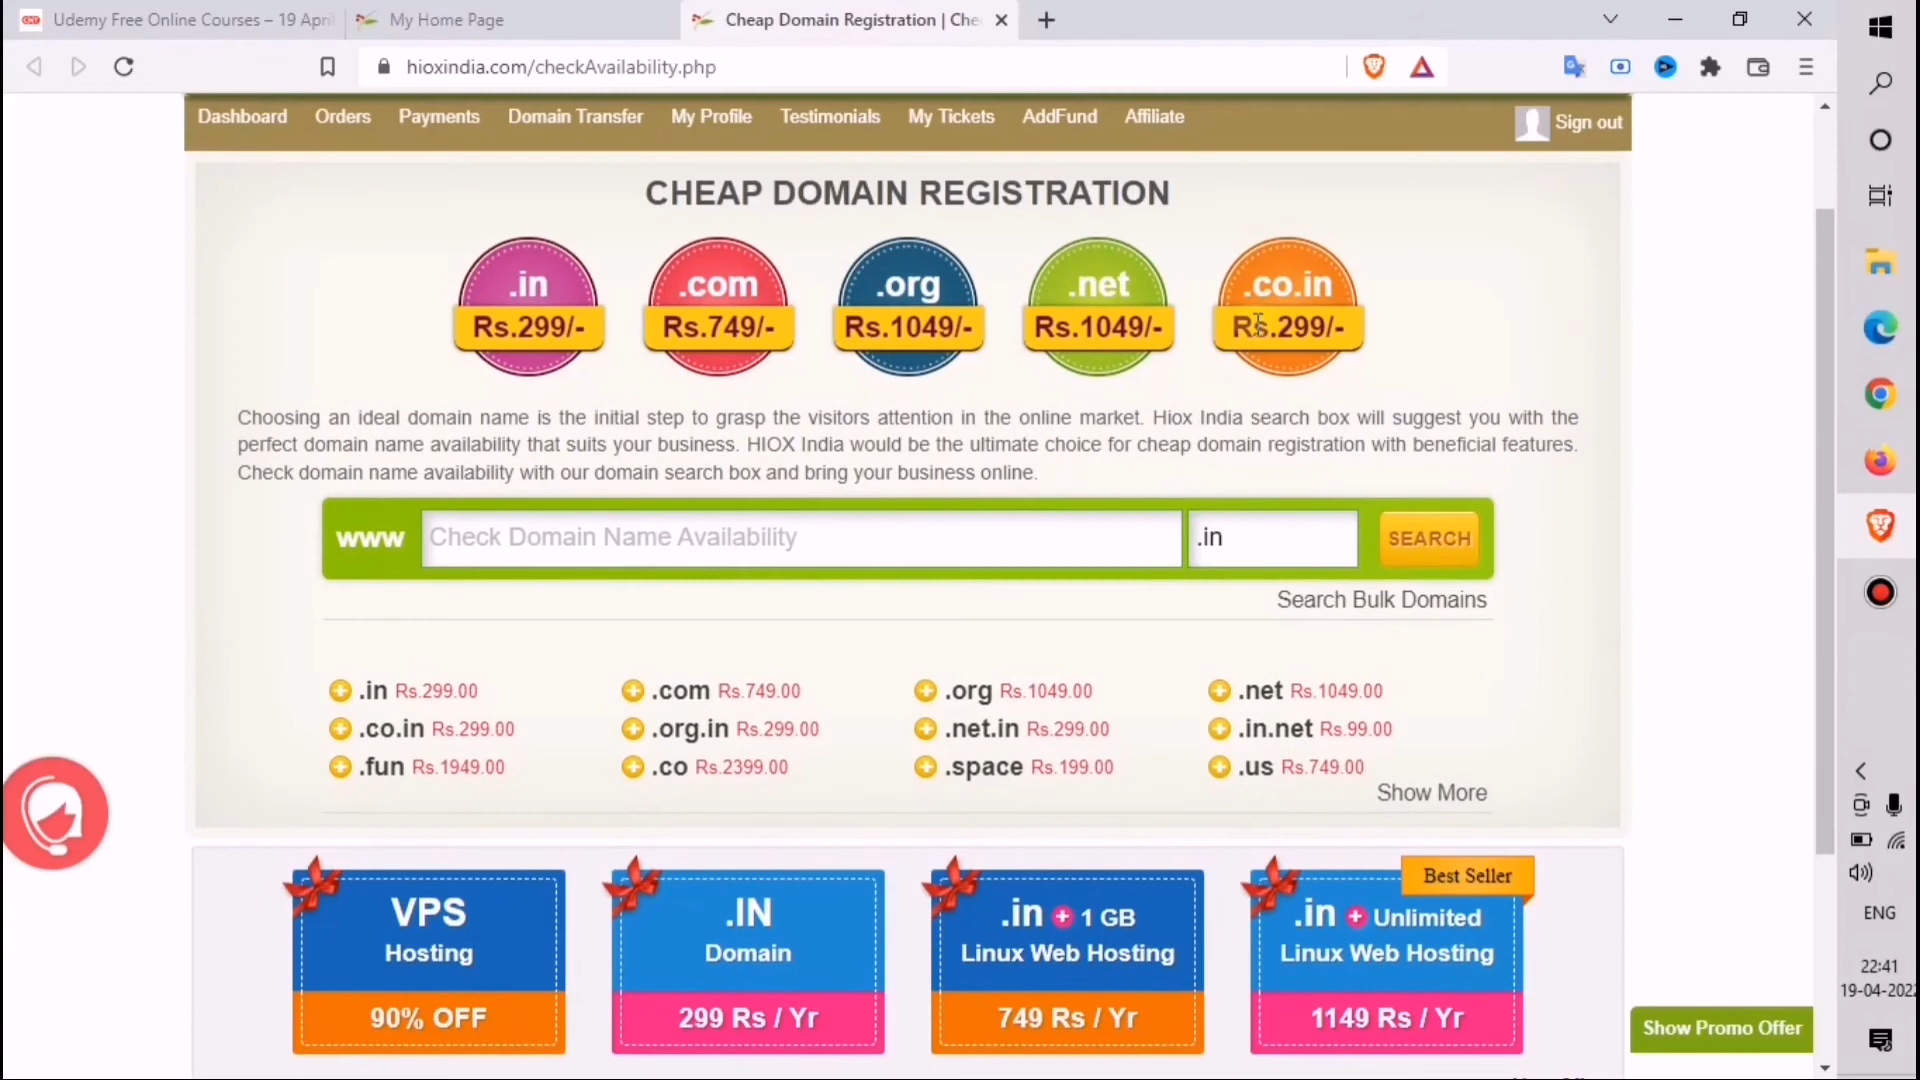 Udemy Free Online Courses – 19 April
My Home Page
Cheap Domain Registration | Che
hioxindia.com/checkAvailability.php
Dashboard Orders Payments Domain Transfer My Profile Testimonials My Tickets AddFund Affiliate Sign out
CHEAP DOMAIN REGISTRATION
.in .com .org .net .co.in
Rs.299/- Rs.749/- Rs.1049/- Rs.1049/- Rs.299/-
Choosing an ideal domain name is the initial step to grasp the visitors attention in the online market. Hiox India search box will suggest you with the
perfect domain name availability that suits your business. HIOX India would be the ultimate choice for cheap domain registration with beneficial features.
Check domain name availability with our domain search box and bring your business online.
www Check Domain Name Availability .in SEARCH
Search Bulk Domains
.in Rs.299.00 .com Rs.749.00 .org Rs.1049.00 .net Rs.1049.00
.co.in Rs.299.00 .org.in Rs.299.00 .net.in Rs.299.00 .in.net Rs.99.00
.fun Rs.1949.00 .co Rs.2399.00 .space Rs.199.00 .us Rs.749.00
Show More
Best Seller
VPS .IN .in + 1 GB .in + Unlimited
Hosting Domain Linux Web Hosting Linux Web Hosting
90% OFF 299 Rs / Yr 749 Rs / Yr 1149 Rs / Yr
Show Promo Offer
ENG
22:41
19-04-2022